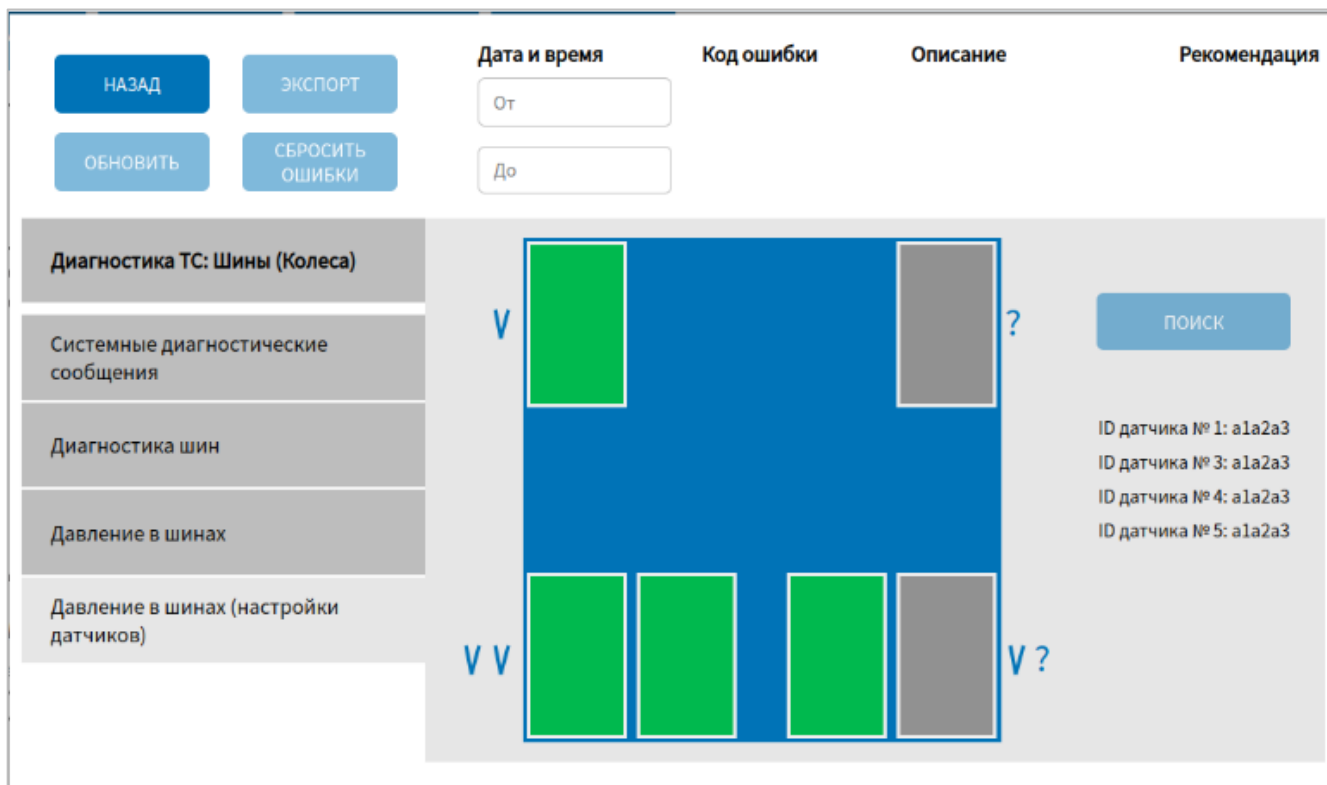 НАЗАД
ЭКСПОРТ
ОБНОВИТЬ
СБРОСИТЬ
ОШИБКИ
Дата и время
Код ошибки
Описание
Рекомендация
От
До
Диагностика ТС: Шины (Колеса)
Системные диагностические
сообщения
Диагностика шин
Давление в шинах
Давление в шинах (настройки
датчиков)
V
?
V V
V ?
ПОИСК
ID датчика № 1: a1a2a3
ID датчика № 3: a1a2a3
ID датчика № 4: a1a2a3
ID датчика № 5: a1a2a3